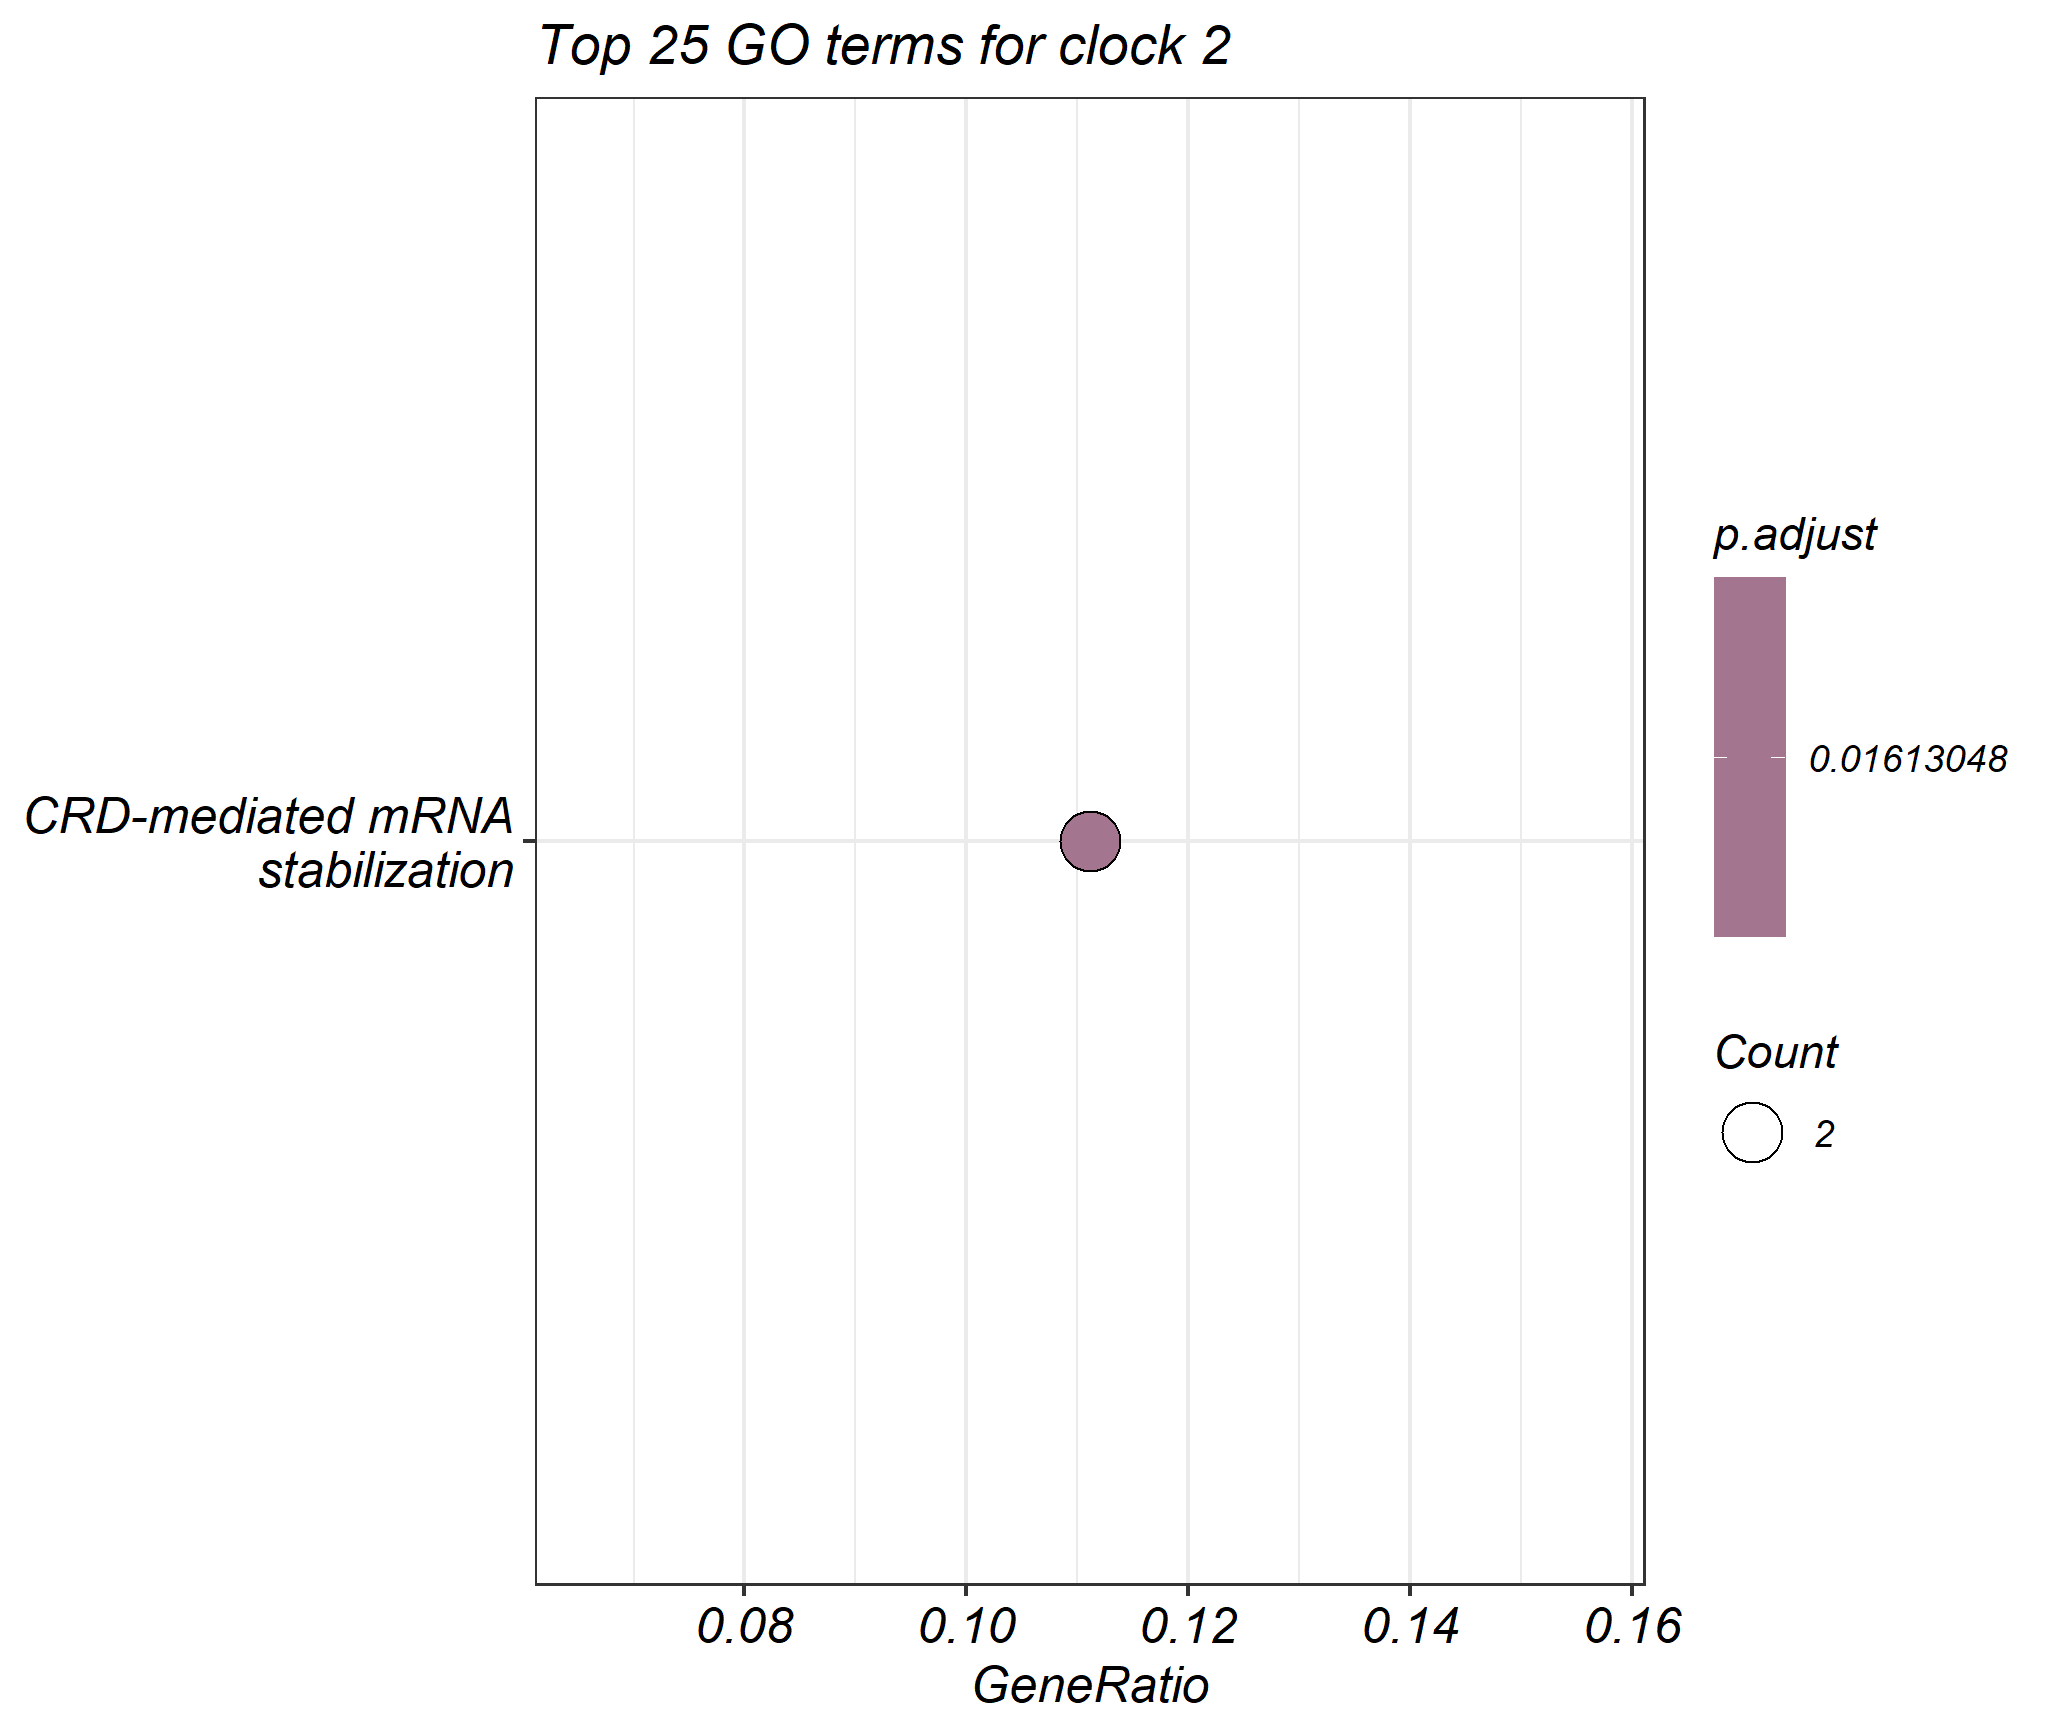 Top 25 GO terms for clock 2
CRD-mediated mRNA
stabilization
0.08 0.10 0.12 0.14 0.16
GeneRatio
p.adjust
0.01613048
Count
2